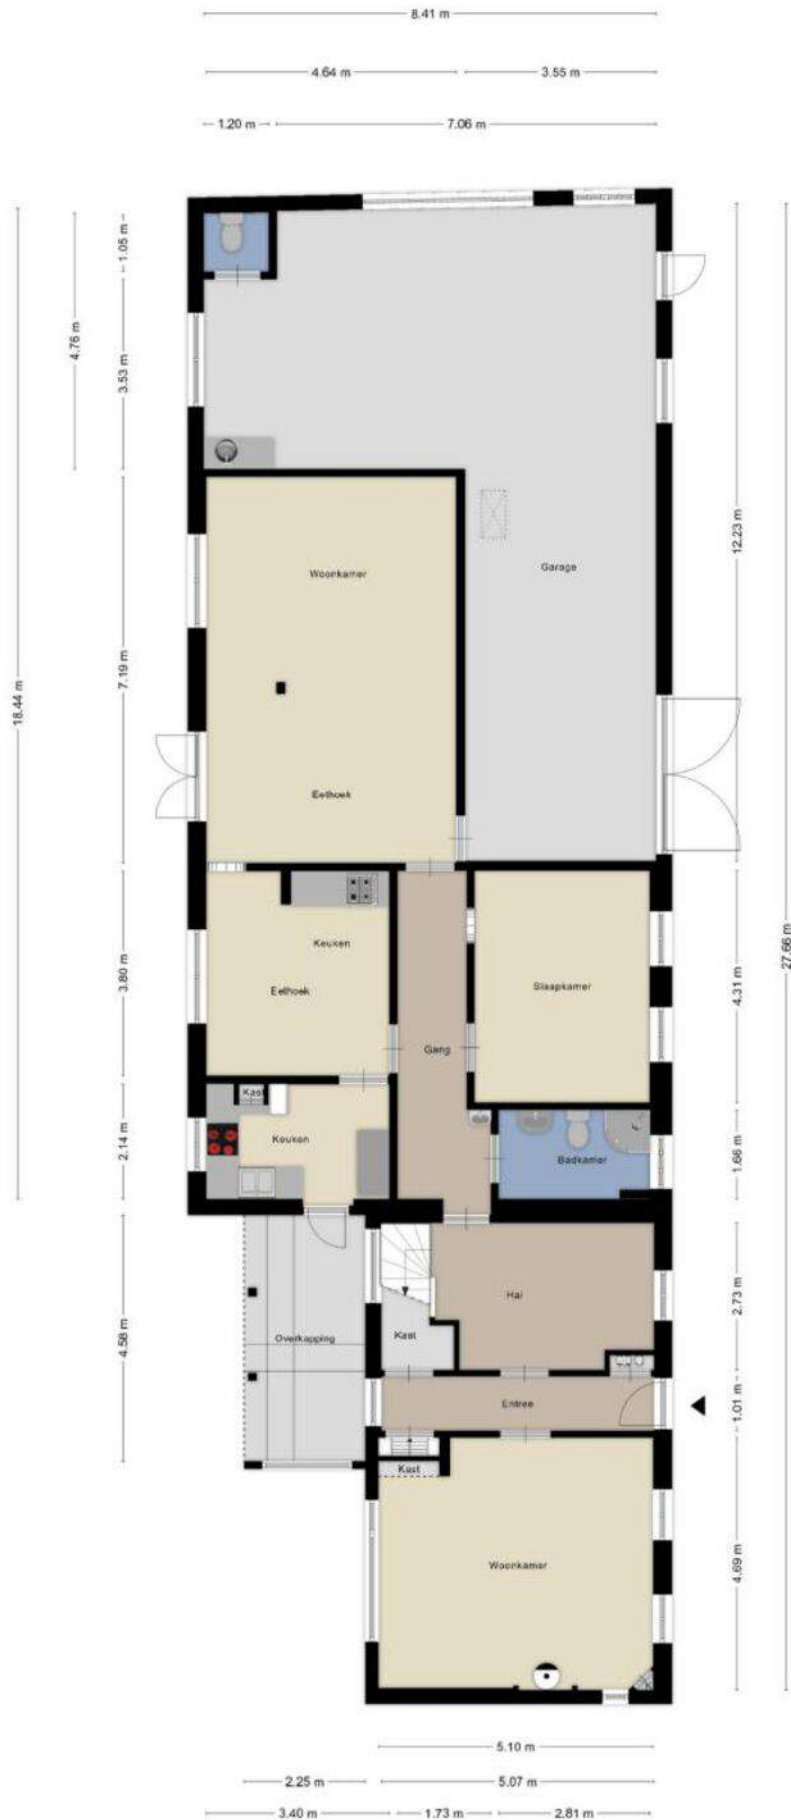 8.41 m
4.64 m
3.55 m
1.20 m
7.06 m
1.05 m
4.76 m
3.53 m
12.23 m
Garage
Woonkamer
7.19 m
18.44 m
Eethoek
27.66 m
Keuken
3.80 m
Eethoek
Slaapkamer
4.31 m
Gang
Kast
2.14 m
Keuken
Badkamer
1.66 m
Hal
2.73 m
Kast
4.58 m
Overkapping
Entree
1.01 m
Kast
Woonkamer
4.69 m
5.10 m
2.25 m
5.07 m
3.40 m
1.73 m
2.81 m